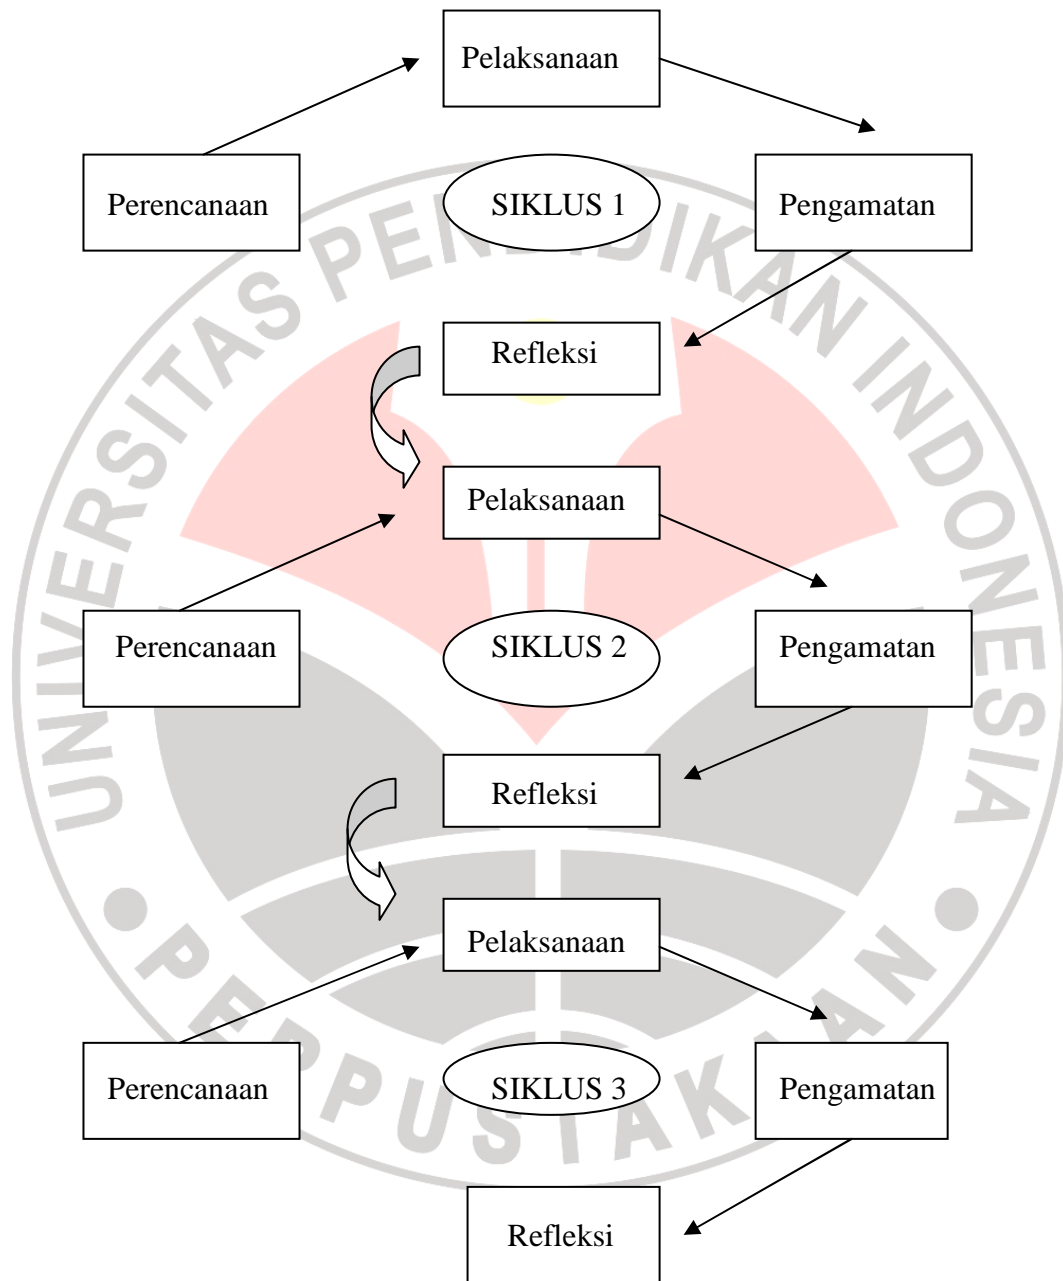 Pelaksanaan
Perencanaan
SIKLUS 1
Pengamatan
Refleksi
Pelaksanaan
Perencanaan
SIKLUS 2
Pengamatan
Refleksi
Pelaksanaan
Perencanaan
SIKLUS 3
Pengamatan
Refleksi
UNIVERSITAS PENDIDIKAN INDONESIA
PERPUSTAKAAN